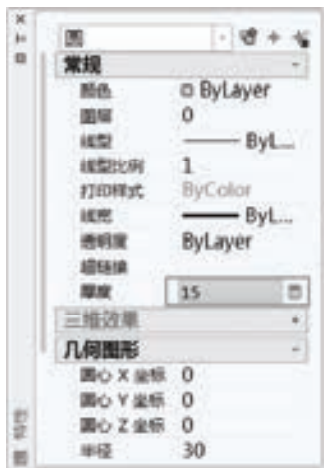 圆
常规
颜色 ByLayer
图层 0
线型 ByL...
线型比例 1
打印样式 ByColor
线宽 ByL...
透明度 ByLayer
超链接
厚度 15
三维效果
几何图形
圆心 X 坐标 0
圆心 Y 坐标 0
圆心 Z 坐标 0
半径 30
特性